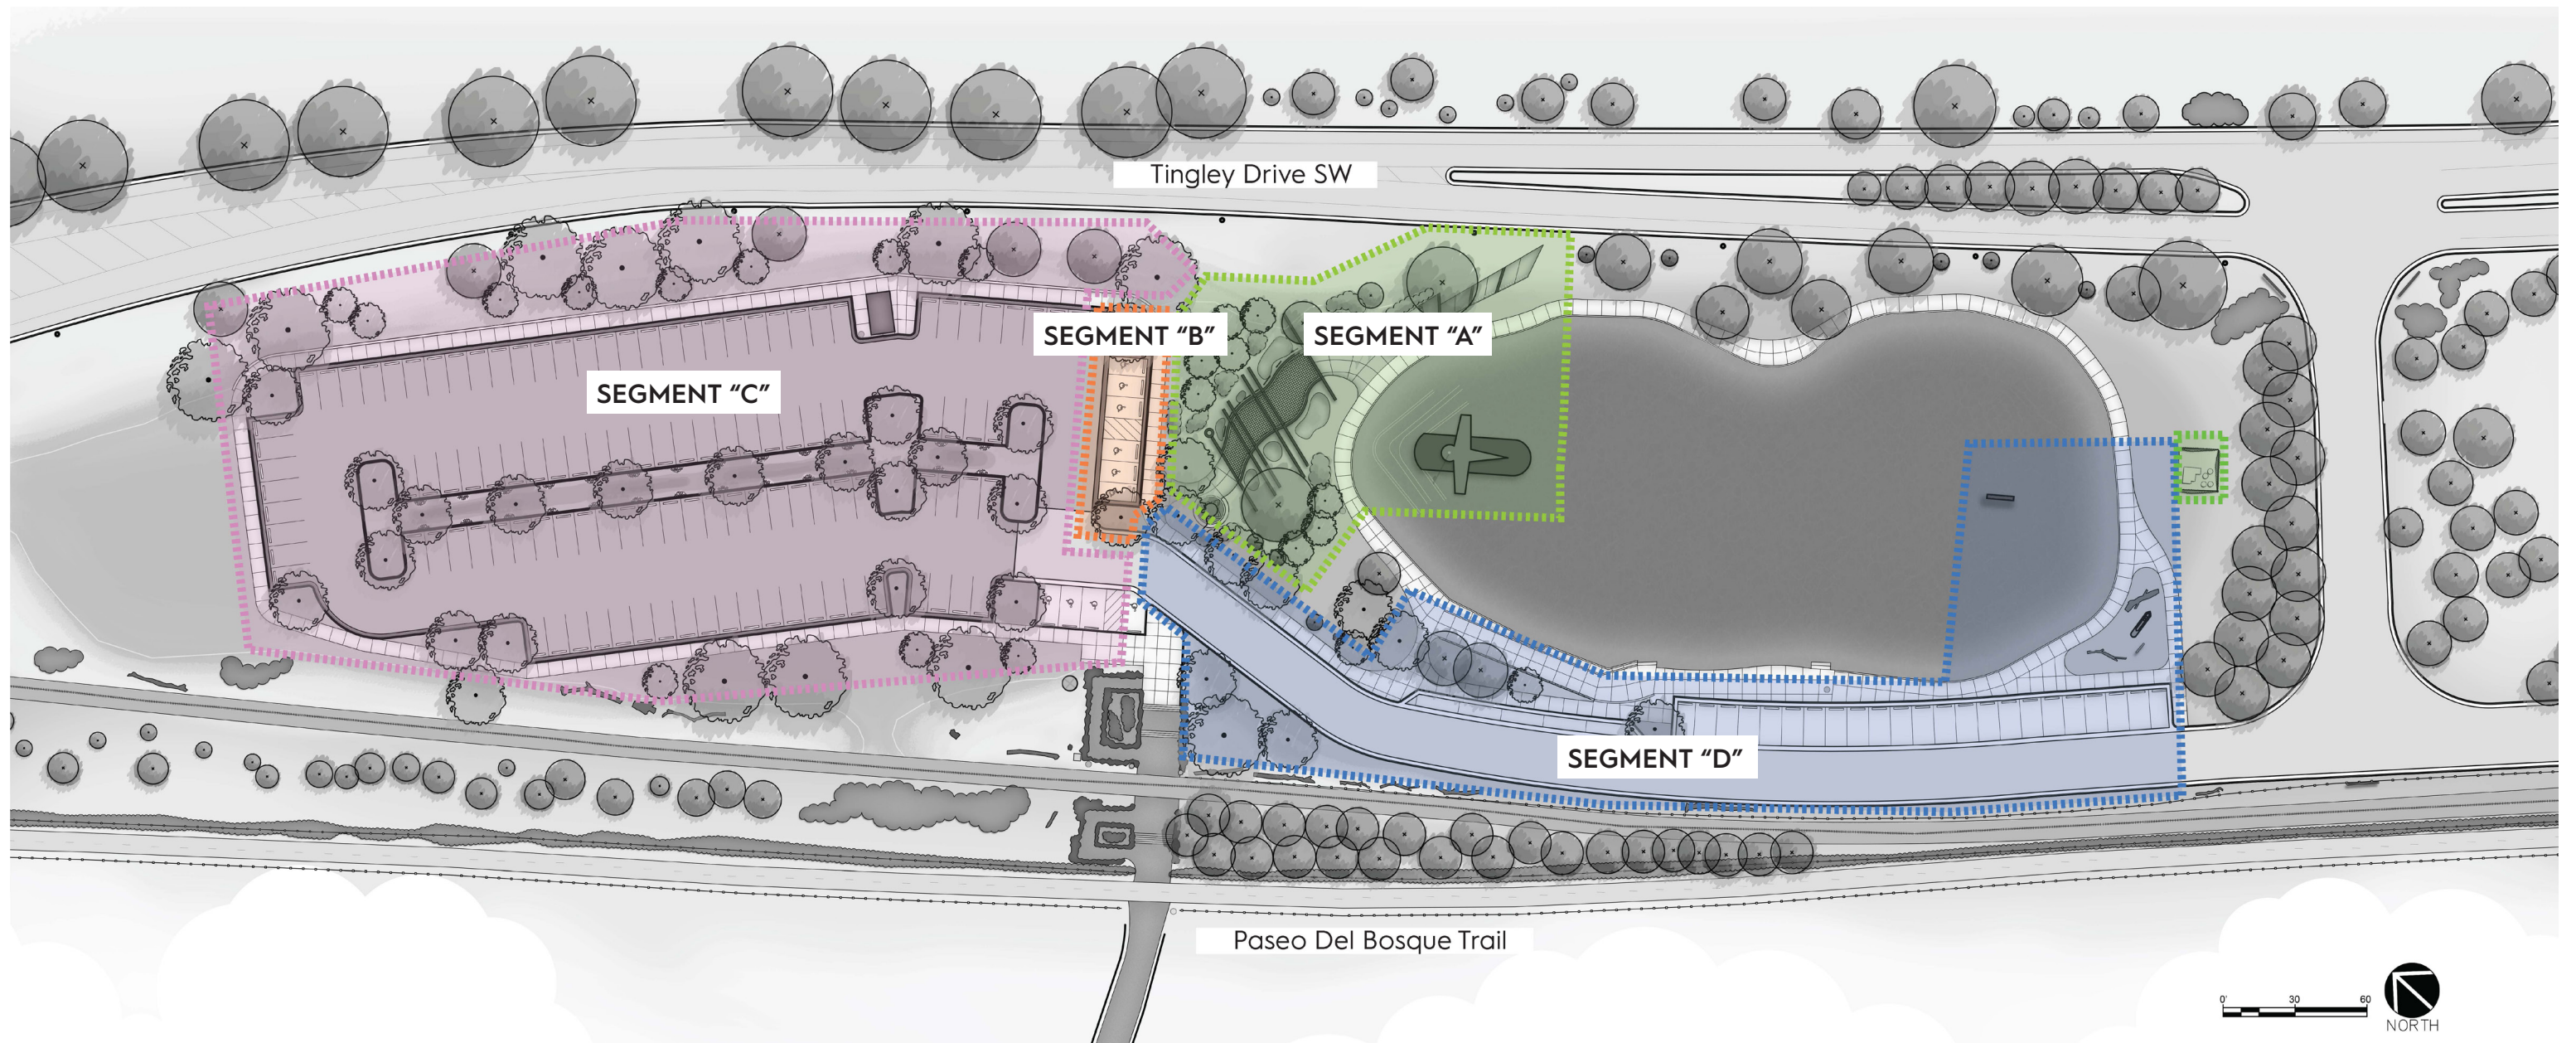 Tingley Drive SW
SEGMENT “B”
SEGMENT “A”
SEGMENT “C”
SEGMENT “D”
Paseo Del Bosque Trail
0' 30 60
NORTH